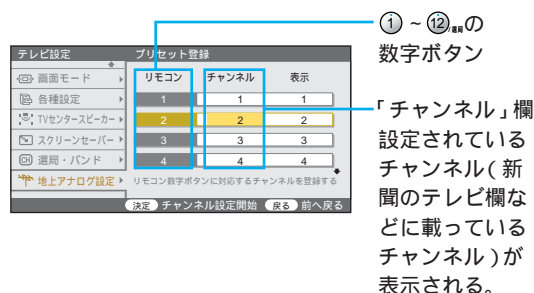 テレビ設定
画面モード
各種設定
TVセンタースピーカー
スクリーンセーバー
選局・バンド
地上アナログ設定
プリセット登録
リモコン チャンネル 表示
1 1 1
2 2 2
3 3 3
4 4 4
リモコン数字ボタンに対応するチャンネルを登録する
決定 チャンネル設定開始 戻る 前へ戻る
① ~ ⑫/選局の
数字ボタン
「チャンネル」欄
設定されている
チャンネル(新
聞のテレビ欄な
どに載っている
チャンネル)が
表示される。